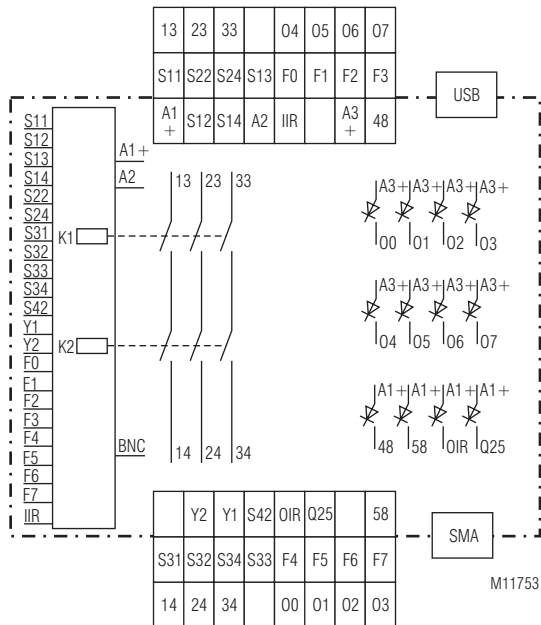 13 23 33 04 05 06 07
S11 S22 S24 S13 F0 F1 F2 F3
A1+ S12 S14 A2 IIR A3+ 48
USB
S11
S12
S13
S14
S22
S24
S31
S32
S33
S34
S42
Y1
Y2
F0
F1
F2
F3
F4
F5
F6
F7
IIR
A1+
A2
K1
K2
BNC
13 23 33
14 24 34
A3+ A3+ A3+ A3+
00 01 02 03
A3+ A3+ A3+ A3+
04 05 06 07
A1+ A1+ A1+ A1+
48 58 0IR Q25
Y2 Y1 S42 0IR Q25 58
S31 S32 S34 S33 F4 F5 F6 F7
14 24 34 00 01 02 03
SMA
M11753